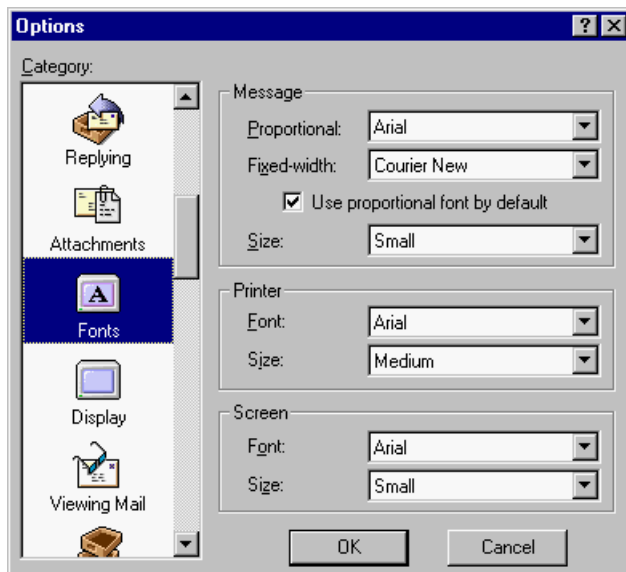 Options
Category:
Replying
Attachments
Fonts
Display
Viewing Mail
Message
Proportional: Arial
Fixed-width: Courier New
Use proportional font by default
Size: Small
Printer
Font: Arial
Size: Medium
Screen
Font: Arial
Size: Small
OK Cancel